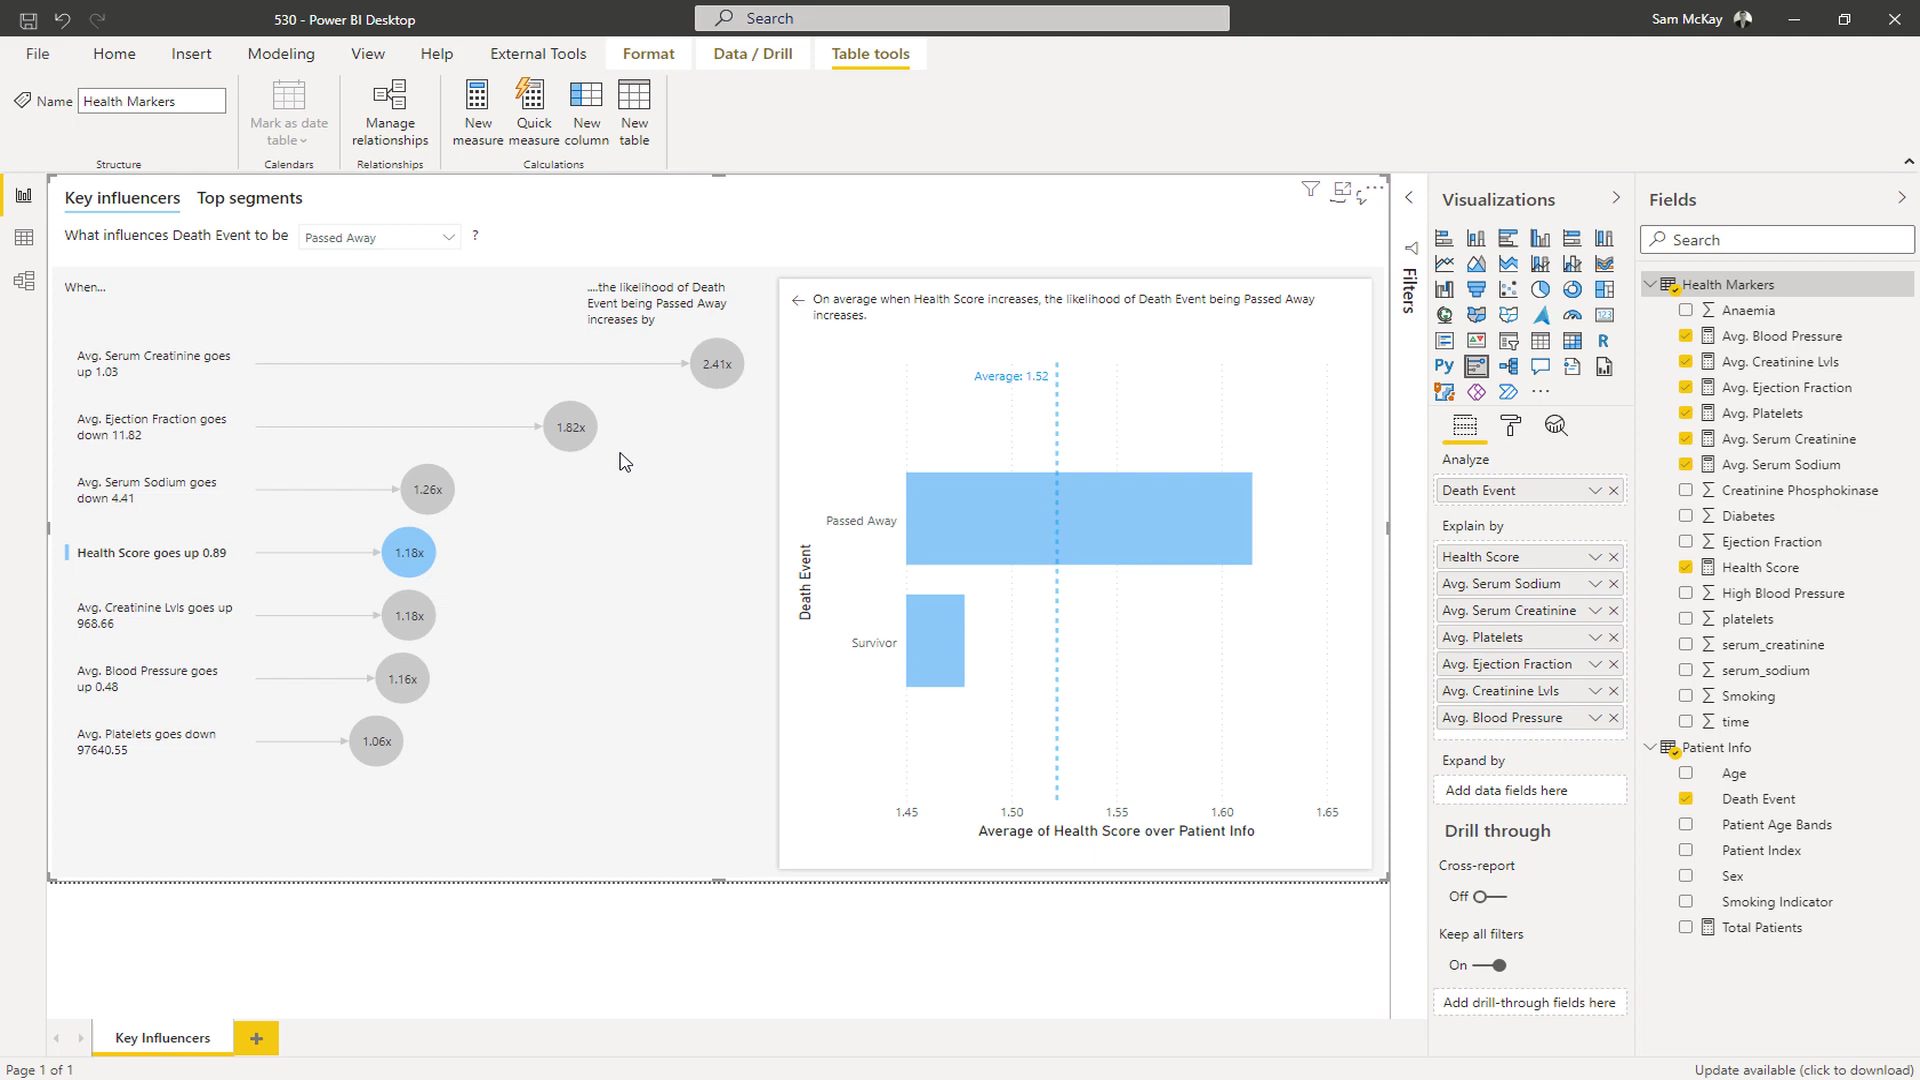 530 - Power BI Desktop
Search
Sam McKay
File
Home
Insert
Modeling
View
Help
External Tools
Format
Data / Drill
Table tools
Name
Health Markers
Mark as date
table
Manage
relationships
New
measure
Quick
measure
New
column
New
table
Structure
Calendars
Relationships
Calculations
Key influencers
Top segments
What influences Death Event to be
Passed Away
?
When...
....the likelihood of Death
Event being Passed Away
increases by
Avg. Serum Creatinine goes
up 1.03
2.41x
Avg. Ejection Fraction goes
down 11.82
1.82x
Avg. Serum Sodium goes
down 4.41
1.26x
Health Score goes up 0.89
1.18x
Avg. Creatinine Lvls goes up
968.66
1.18x
Avg. Blood Pressure goes
up 0.48
1.16x
Avg. Platelets goes down
97640.55
1.06x
On average when Health Score increases, the likelihood of Death Event being Passed Away
increases.
Average: 1.52
Death Event
Passed Away
Survivor
1.45
1.50
1.55
1.60
1.65
Average of Health Score over Patient Info
Filters
Visualizations
R
Py
123
Analyze
Death Event
Explain by
Health Score
Avg. Serum Sodium
Avg. Serum Creatinine
Avg. Platelets
Avg. Ejection Fraction
Avg. Creatinine Lvls
Avg. Blood Pressure
Expand by
Add data fields here
Drill through
Cross-report
Off
Keep all filters
On
Add drill-through fields here
Fields
Search
Health Markers
Anaemia
Avg. Blood Pressure
Avg. Creatinine Lvls
Avg. Ejection Fraction
Avg. Platelets
Avg. Serum Creatinine
Avg. Serum Sodium
Creatinine Phosphokinase
Diabetes
Ejection Fraction
Health Score
High Blood Pressure
platelets
serum_creatinine
serum_sodium
Smoking
time
Patient Info
Age
Death Event
Patient Age Bands
Patient Index
Sex
Smoking Indicator
Total Patients
Key Influencers
Page 1 of 1
Update available (click to download)